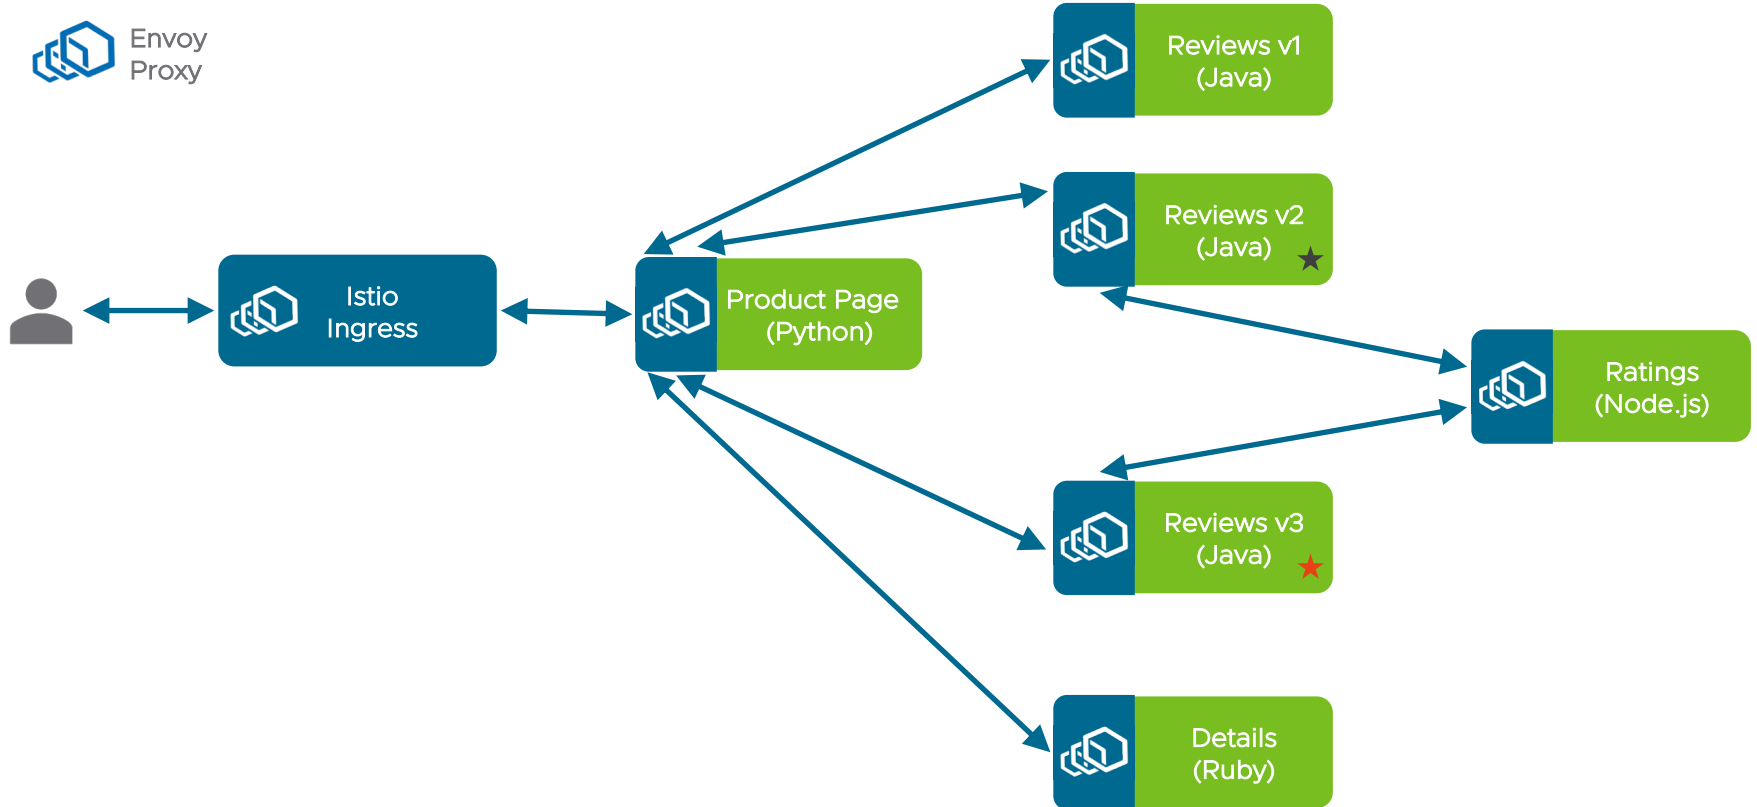 Envoy
Proxy
Istio
Ingress
Product Page
(Python)
Reviews v1
(Java)
Reviews v2
(Java)
Reviews v3
(Java)
Details
(Ruby)
Ratings
(Node.js)